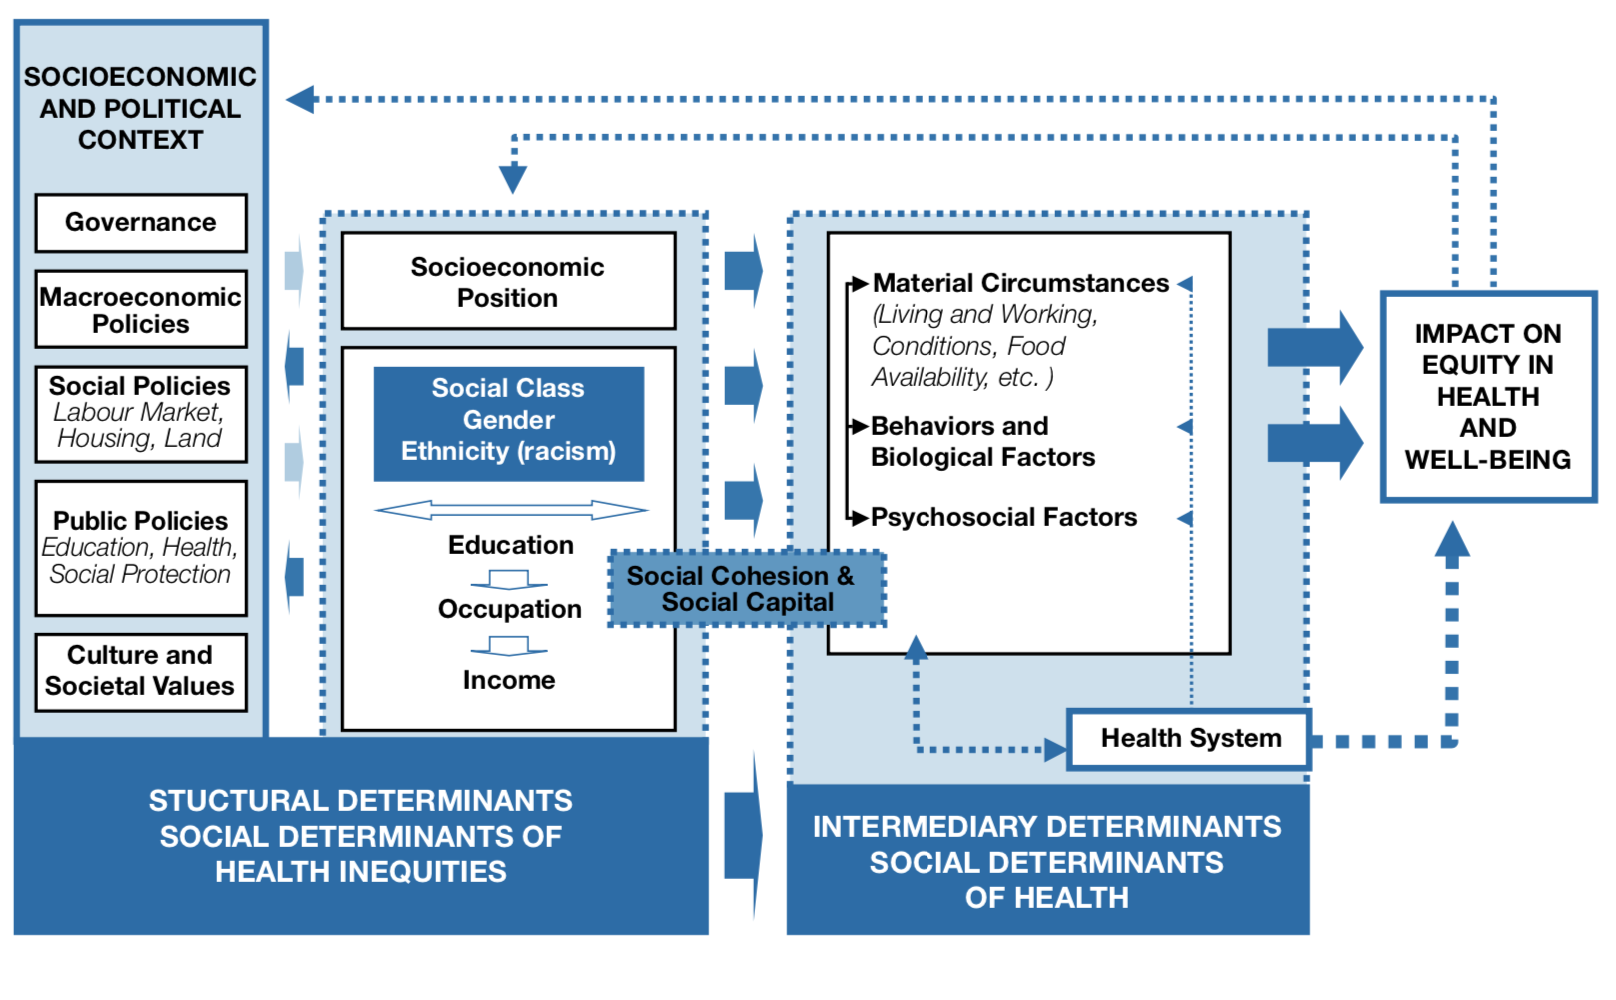 SOCIOECONOMIC
AND POLITICAL
CONTEXT
Governance
Macroeconomic
Policies
Social Policies
Labour Market,
Housing, Land
Public Policies
Education, Health,
Social Protection
Culture and
Societal Values
Socioeconomic
Position
Social Class
Gender
Ethnicity (racism)
Education
Occupation
Income
STUCTURAL DETERMINANTS
SOCIAL DETERMINANTS OF
HEALTH INEQUITIES
Social Cohesion &
Social Capital
Material Circumstances
(Living and Working,
Conditions, Food
Availability, etc. )
Behaviors and
Biological Factors
Psychosocial Factors
Health System
INTERMEDIARY DETERMINANTS
SOCIAL DETERMINANTS
OF HEALTH
IMPACT ON
EQUITY IN
HEALTH
AND
WELL-BEING